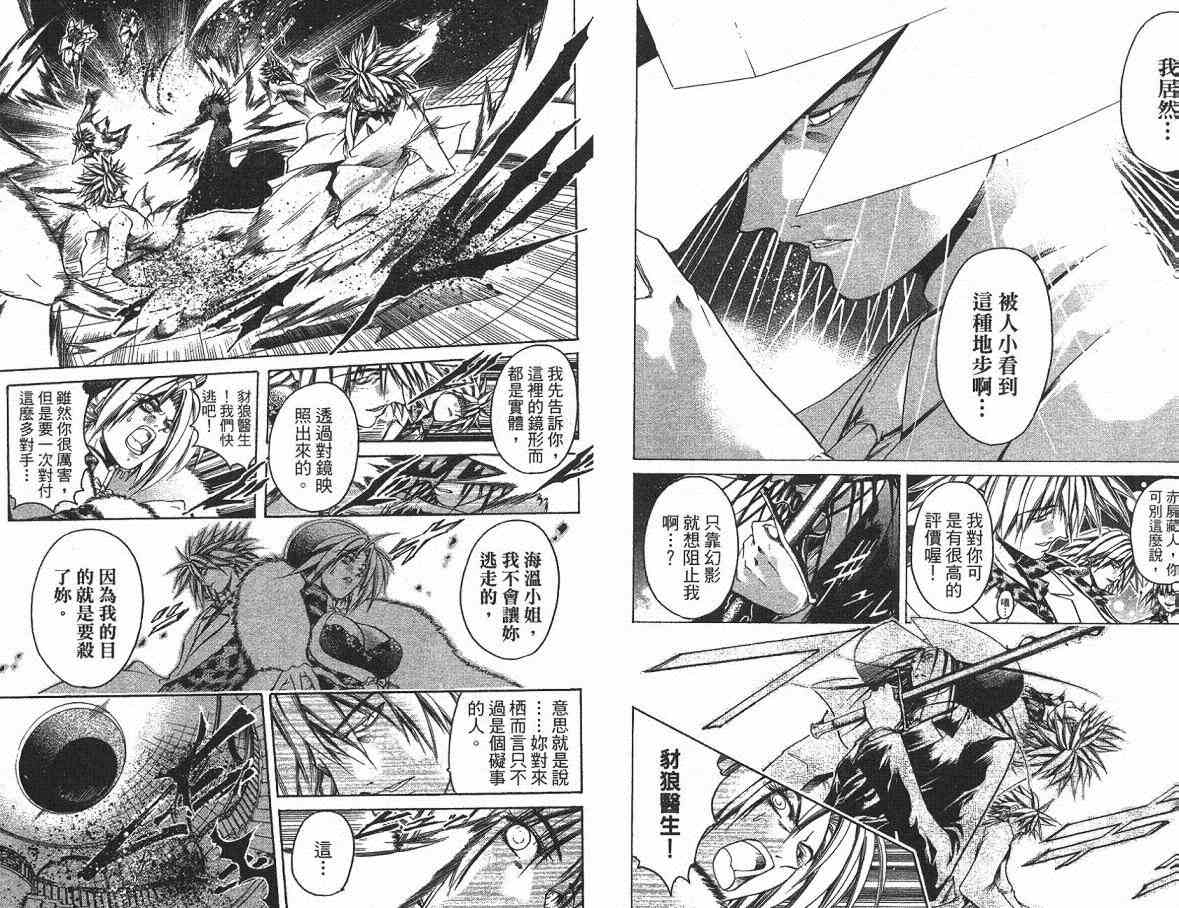 我居然…
被人小看到
這種地步啊…
赤屍藏人，你
可別這麼說，
我對你可
是有很高的
評價喔！
嘻…
只靠幻影
就想阻止我
啊…？
豺狼醫生！
我先告訴你，
這裡的鏡形而
都是實體，
透過對鏡映
照出來的。
豺狼醫生
！我們快
逃吧！
雖然你很厲害，
但是要一次對付
這麼多對手…
海溫小姐，
我不會讓妳
逃走的，
因為我的目
的就是要殺
了妳。
意思就是說
……妳對來
栖而言只不
過是個礙事
的人。
這…